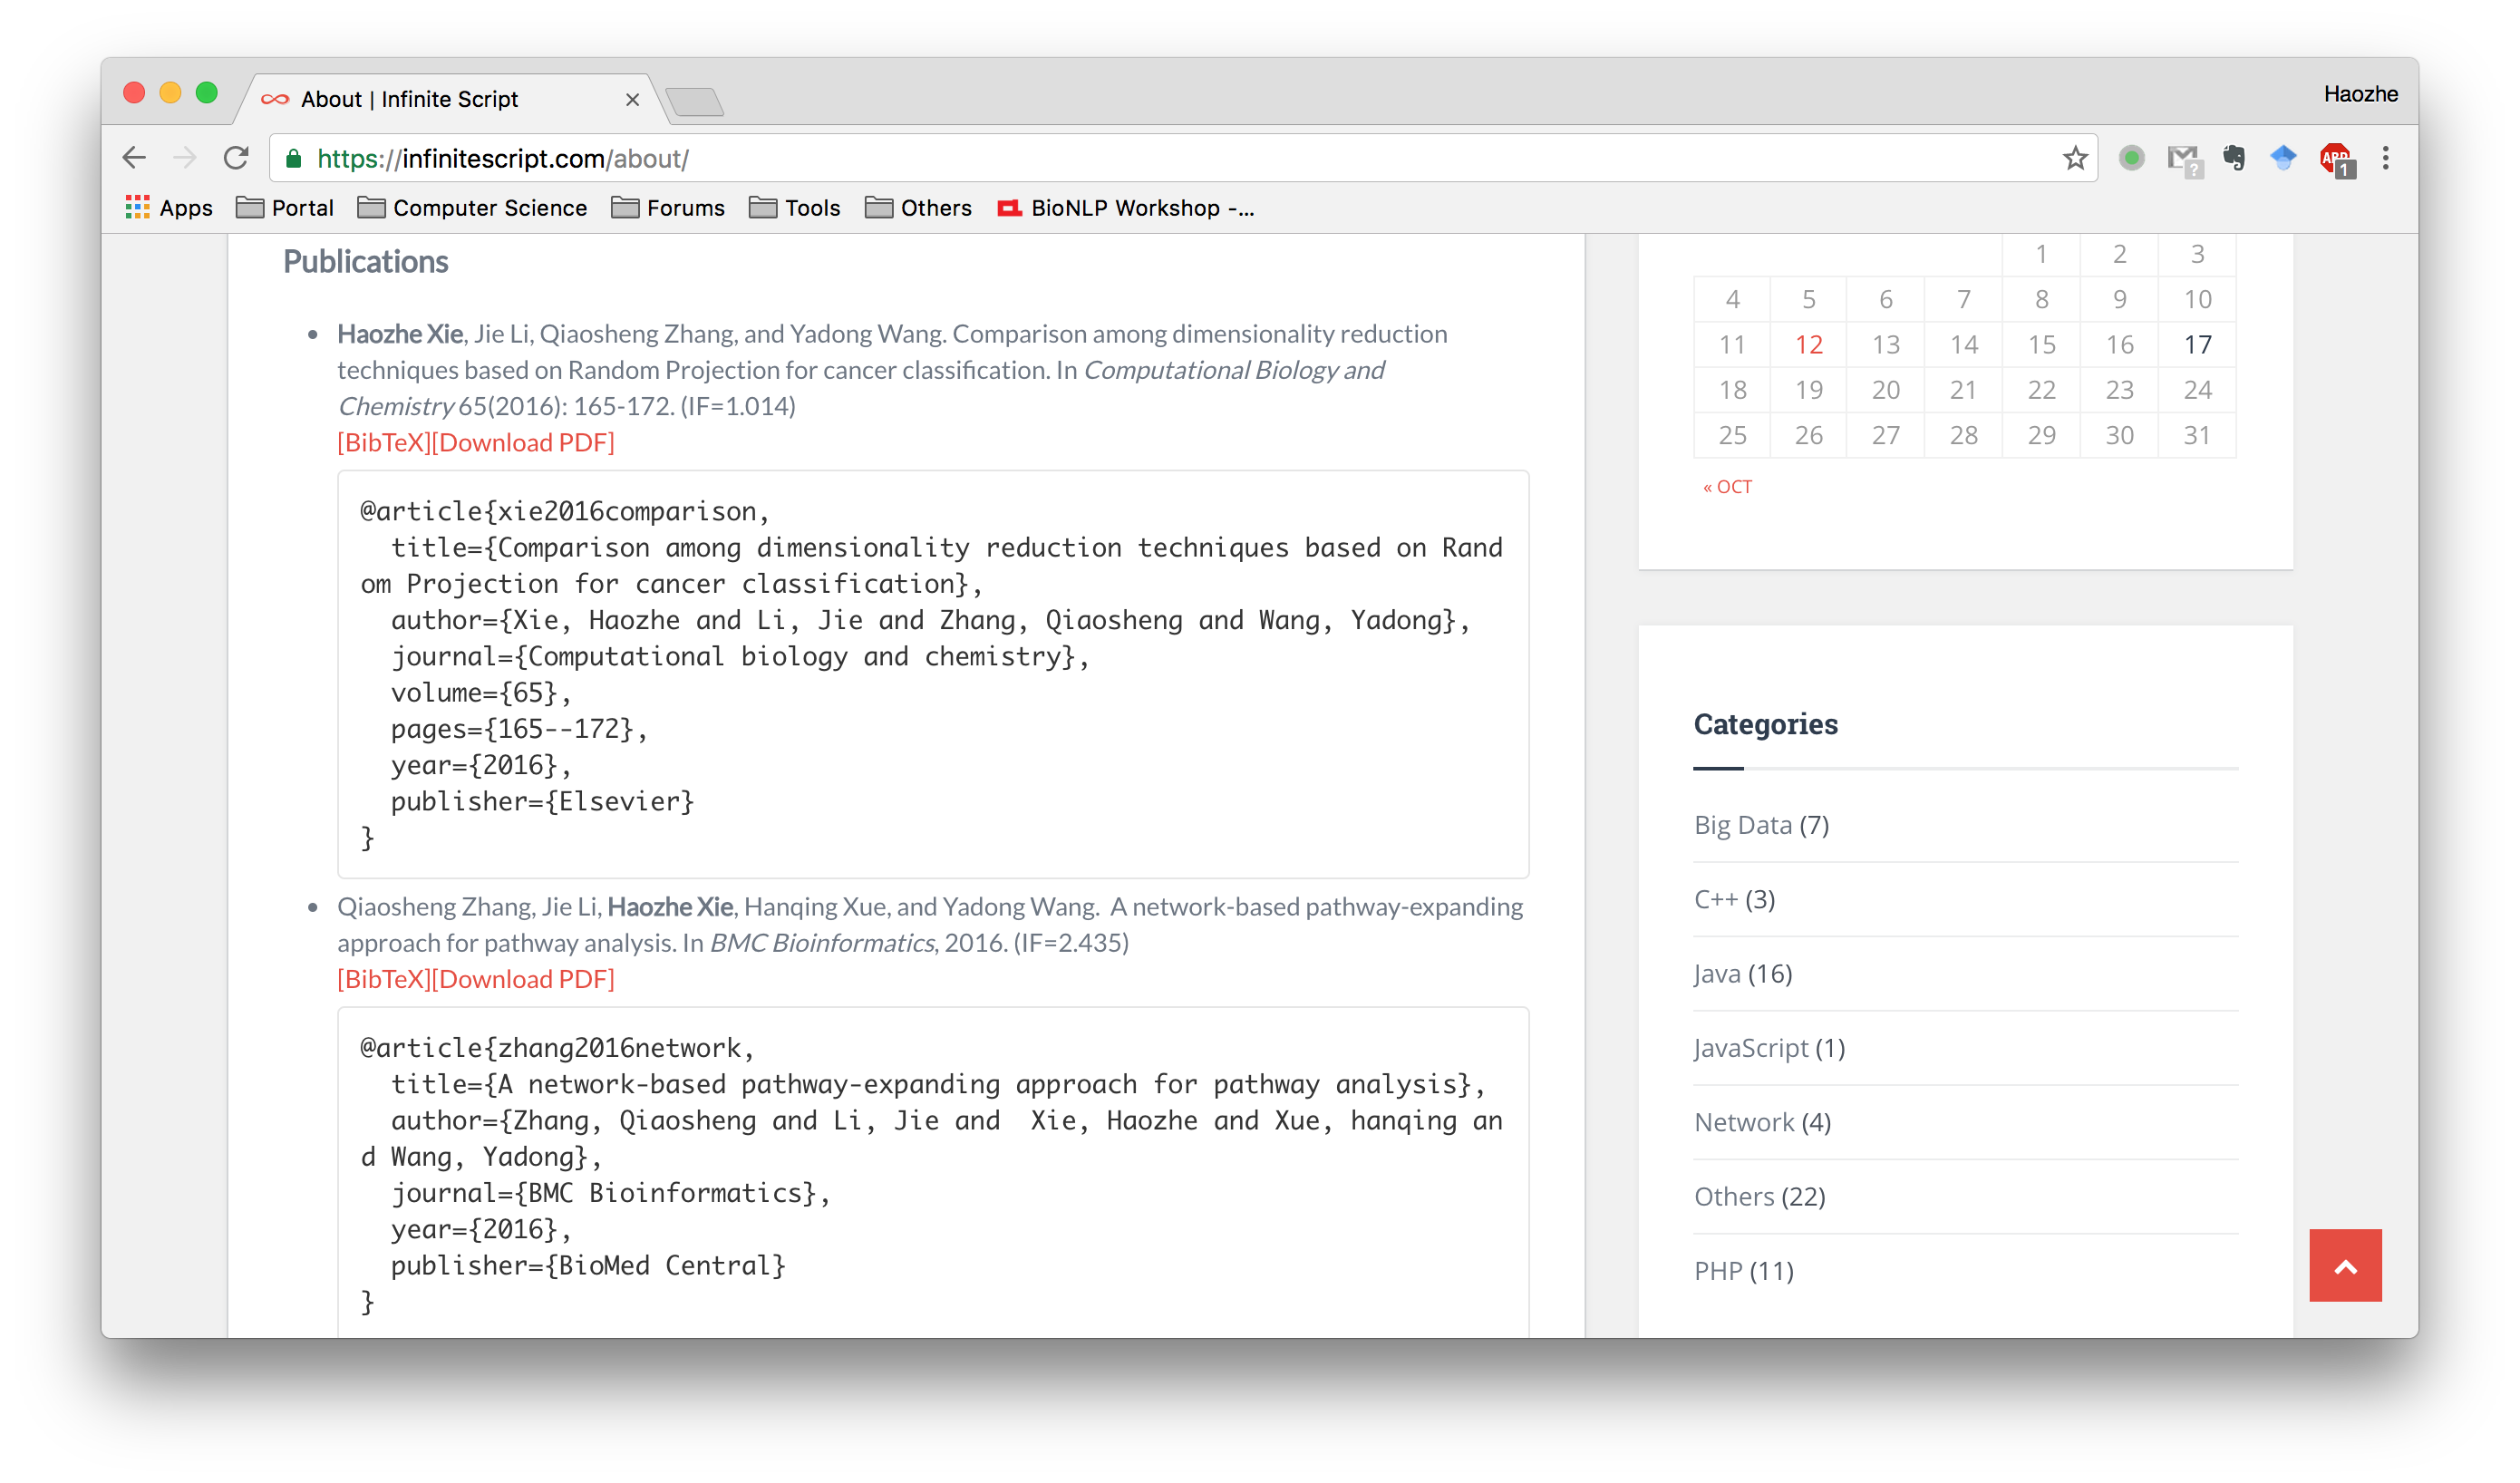 About | Infinite Script
Haozhe
https://infinitescript.com/about/
ABP
1
?
Apps
Portal
Computer Science
Forums
Tools
Others
BioNLP Workshop -...
Publications
Haozhe Xie, Jie Li, Qiaosheng Zhang, and Yadong Wang. Comparison among dimensionality reduction
techniques based on Random Projection for cancer classification. In Computational Biology and
Chemistry 65(2016): 165-172. (IF=1.014)
[BibTeX][Download PDF]
@article{xie2016comparison,
title={Comparison among dimensionality reduction techniques based on Rand
om Projection for cancer classification},
author={Xie, Haozhe and Li, Jie and Zhang, Qiaosheng and Wang, Yadong},
journal={Computational biology and chemistry},
volume={65},
pages={165--172},
year={2016},
publisher={Elsevier}
}
Qiaosheng Zhang, Jie Li, Haozhe Xie, Hanqing Xue, and Yadong Wang. A network-based pathway-expanding
approach for pathway analysis. In BMC Bioinformatics, 2016. (IF=2.435)
[BibTeX][Download PDF]
@article{zhang2016network,
title={A network-based pathway-expanding approach for pathway analysis},
author={Zhang, Qiaosheng and Li, Jie and  Xie, Haozhe and Xue, hanqing an
d Wang, Yadong},
journal={BMC Bioinformatics},
year={2016},
publisher={BioMed Central}
}
1 2 3
4 5 6 7 8 9 10
11 12 13 14 15 16 17
18 19 20 21 22 23 24
25 26 27 28 29 30 31
« OCT
Categories
Big Data (7)
C++ (3)
Java (16)
JavaScript (1)
Network (4)
Others (22)
PHP (11)